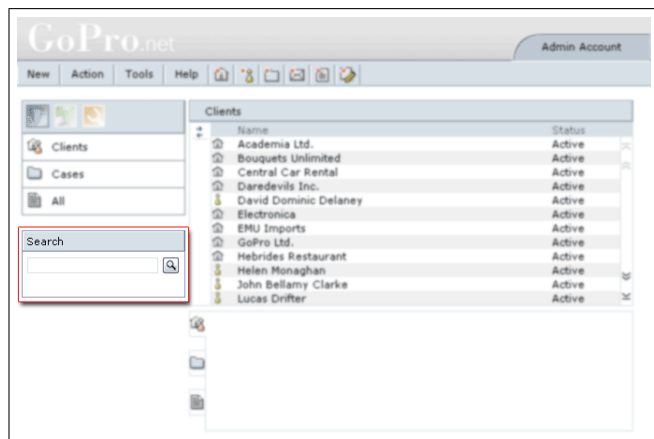 GoPro.net
Admin Account
New Action Tools Help
Clients
Cases
All
Search
Clients
Name Status
Academia Ltd. Active
Bouquets Unlimited Active
Central Car Rental Active
Daredevils Inc. Active
David Dominic Delaney Active
Electronica Active
EMU Imports Active
GoPro Ltd. Active
Hebrides Restaurant Active
Helen Monaghan Active
John Bellamy Clarke Active
Lucas Drifter Active